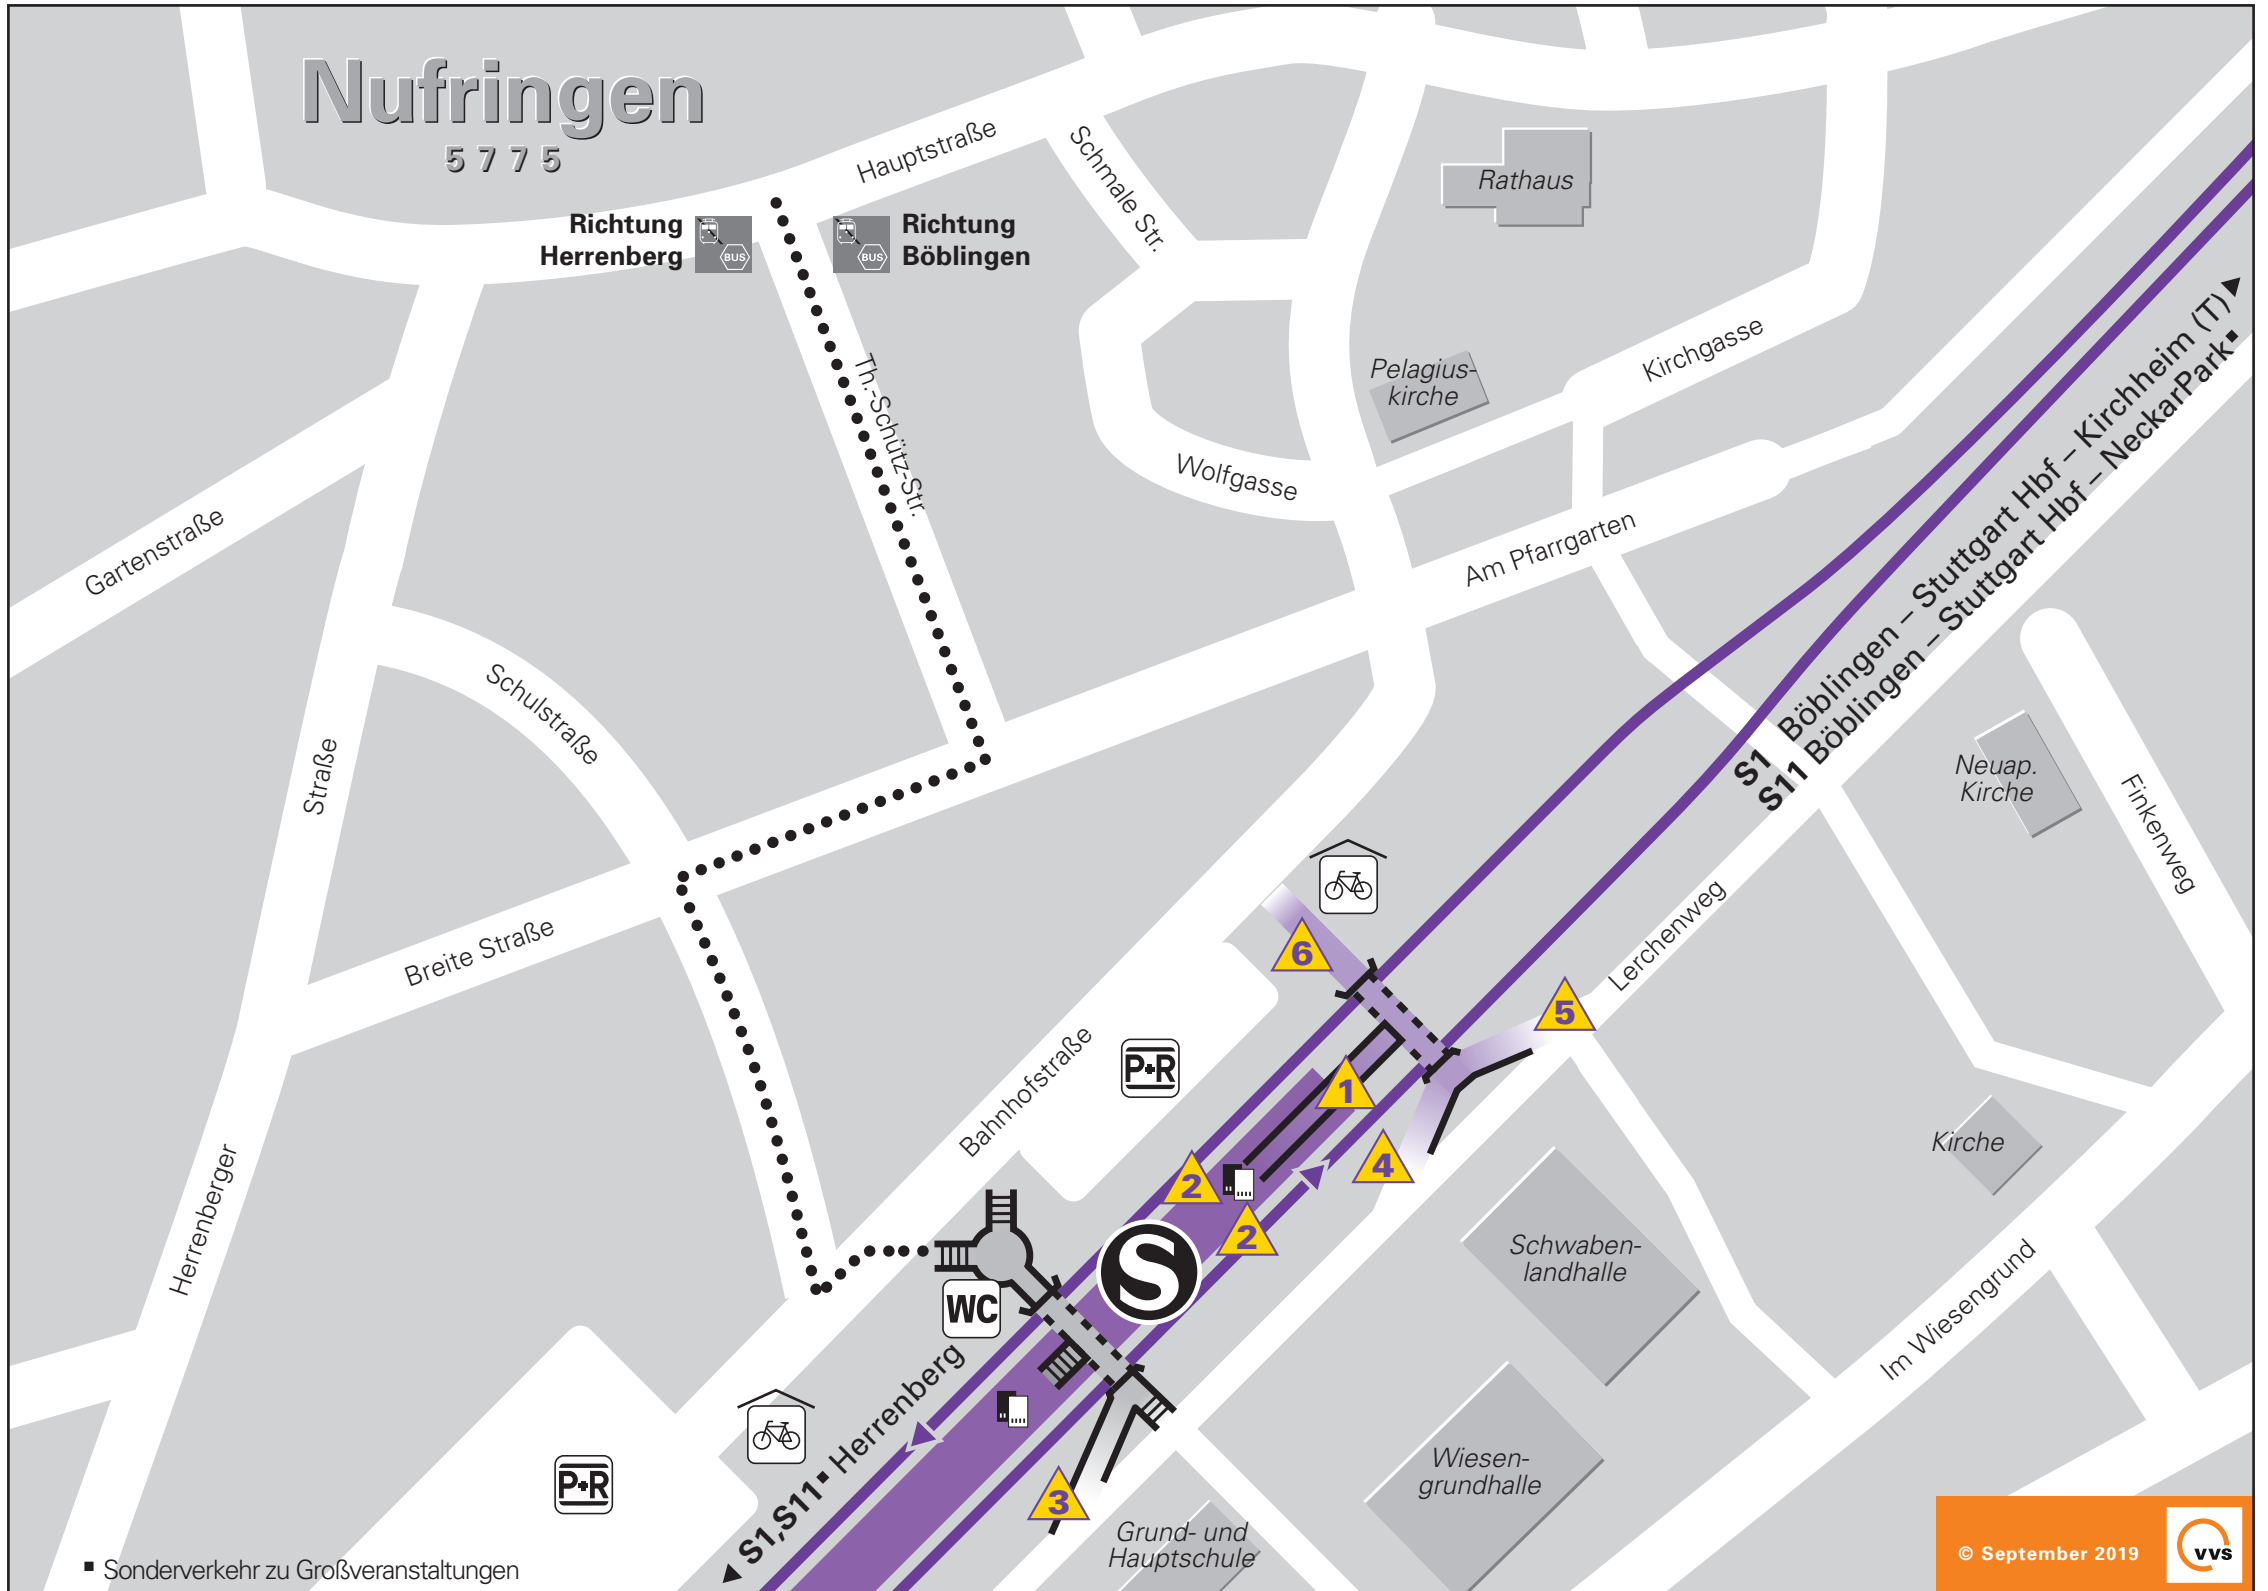 Nufringen
5775
Hauptstraße
Schmale Str.
Rathaus
Richtung
Herrenberg
BUS
BUS
Richtung
Böblingen
Th.-Schütz-Str.
Pelagius-
kirche
Kirchgasse
Wolfgasse
Am Pfarrgarten
Gartenstraße
Schulstraße
Straße
Herrenberger
Breite Straße
S1 Böblingen – Stuttgart Hbf – Kirchheim (T)
S11 Böblingen – Stuttgart Hbf – NeckarPark▪
Neuap.
Kirche
Finkenweg
Lerchenweg
6
5
1
4
2
2
3
Bahnhofstraße
P+R
Kirche
S
WC
Schwaben-
landhalle
Im Wiesengrund
Wiesen-
grundhalle
S1,S11▪ Herrenberg
P+R
Grund- und
Hauptschule
▪ Sonderverkehr zu Großveranstaltungen
© September 2019
vvs